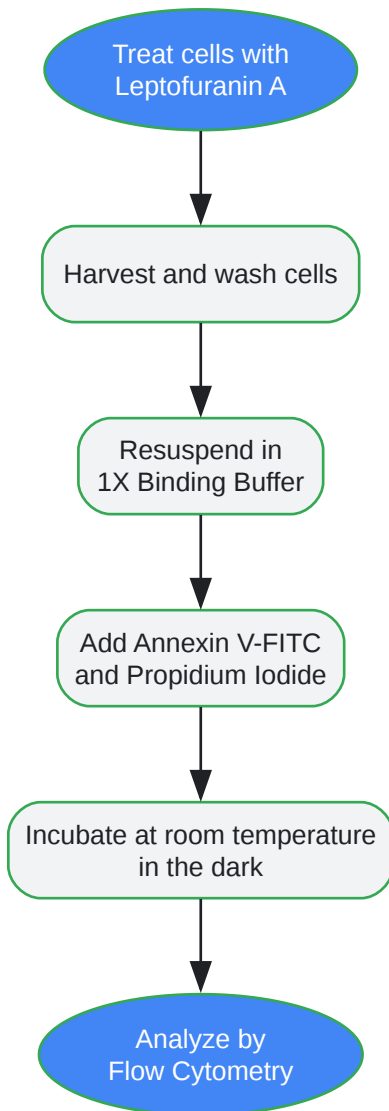 Treat cells with
Leptofuranin A
Harvest and wash cells
Resuspend in
1X Binding Buffer
Add Annexin V-FITC
and Propidium Iodide
Incubate at room temperature
in the dark
Analyze by
Flow Cytometry